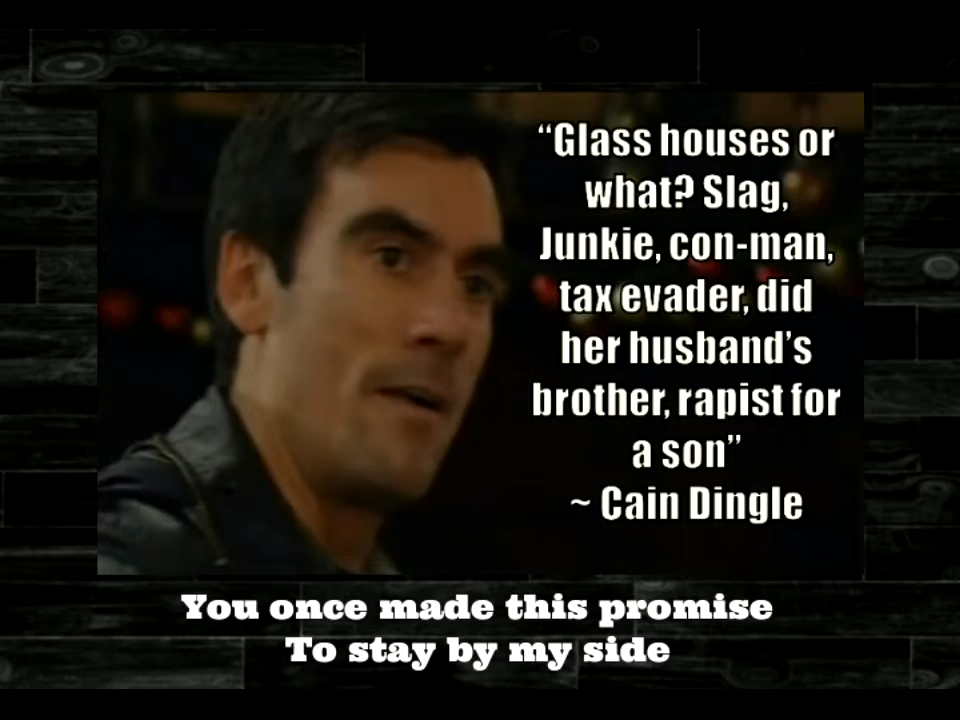 “Glass houses or
what? Slag,
Junkie, con-man,
tax evader, did
her husband’s
brother, rapist for
a son”
~ Cain Dingle
You once made this promise
To stay by my side